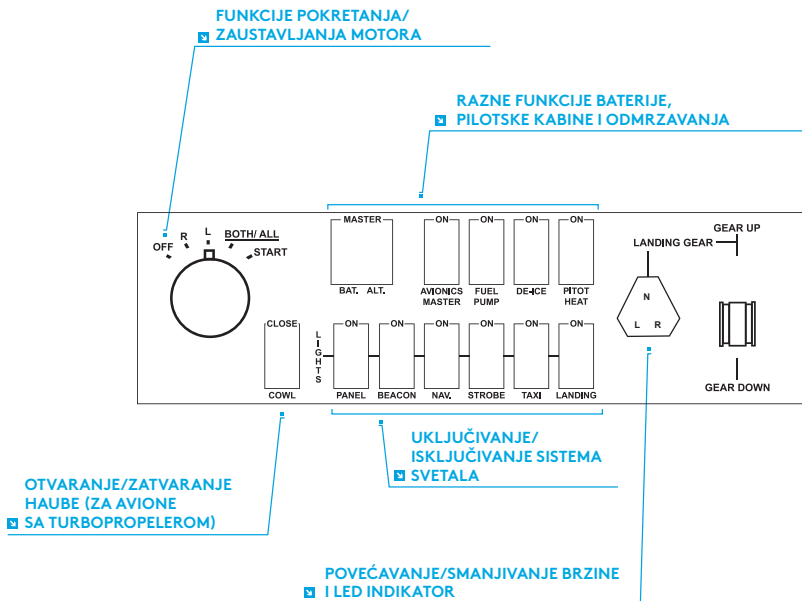 FUNKCIJE POKRETANJA/
ZAUSTAVLJANJA MOTORA
RAZNE FUNKCIJE BATERIJE,
PILOTSKE KABINE I ODMRZAVANJA
OFF
R
L
BOTH/ ALL
START
MASTER
BAT. ALT.
ON
AVIONICS
MASTER
ON
FUEL
PUMP
ON
DE-ICE
ON
PITOT
HEAT
GEAR UP
LANDING GEAR
N
L R
GEAR DOWN
CLOSE
COWL
LIGHTS
ON
PANEL
ON
BEACON
ON
NAV.
ON
STROBE
ON
TAXI
ON
LANDING
UKLJUČIVANJE/
ISKLJUČIVANJE SISTEMA
SVETALA
OTVARANJE/ZATVARANJE
HAUBE (ZA AVIONE
SA TURBOPROPELEROM)
POVEĆAVANJE/SMANJIVANJE BRZINE
I LED INDIKATOR